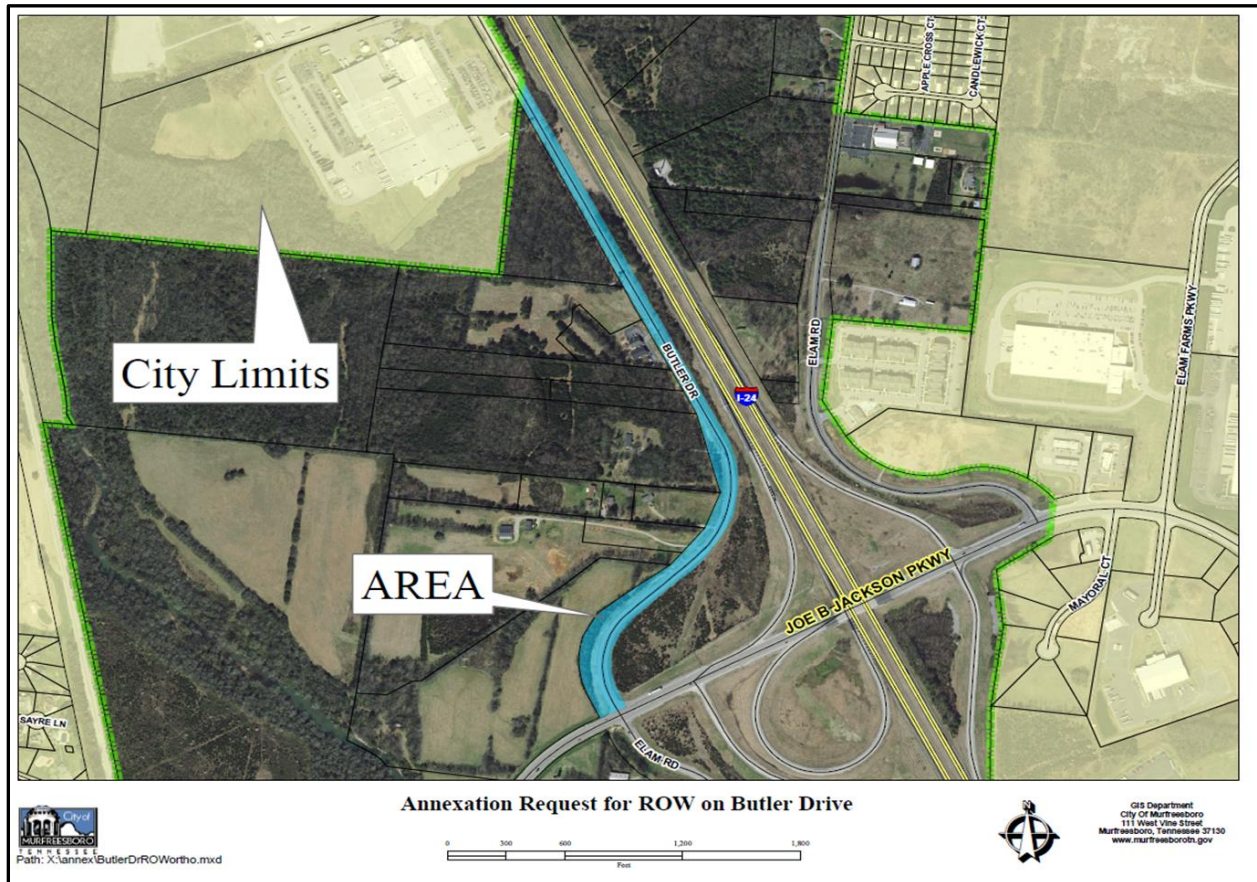 APPLE CROSS CT
CANDLEWICK CT
City Limits
BUTLER DR
ELAM RD
ELAM FARMS PKWY
I-24
AREA
JOE B JACKSON PKWY
MAYORAL CT
SAYRE LN
ELAM RD
Annexation Request for ROW on Butler Drive
City of
MURFREESBORO
TENNESSEE
Path: X:\annex\ButlerDrROWortho.mxd
0 300 600 1,200 1,800
Feet
N
GIS Department
City Of Murfreesboro
111 West Vine Street
Murfreesboro, Tennessee 37130
www.murfreesborotn.gov